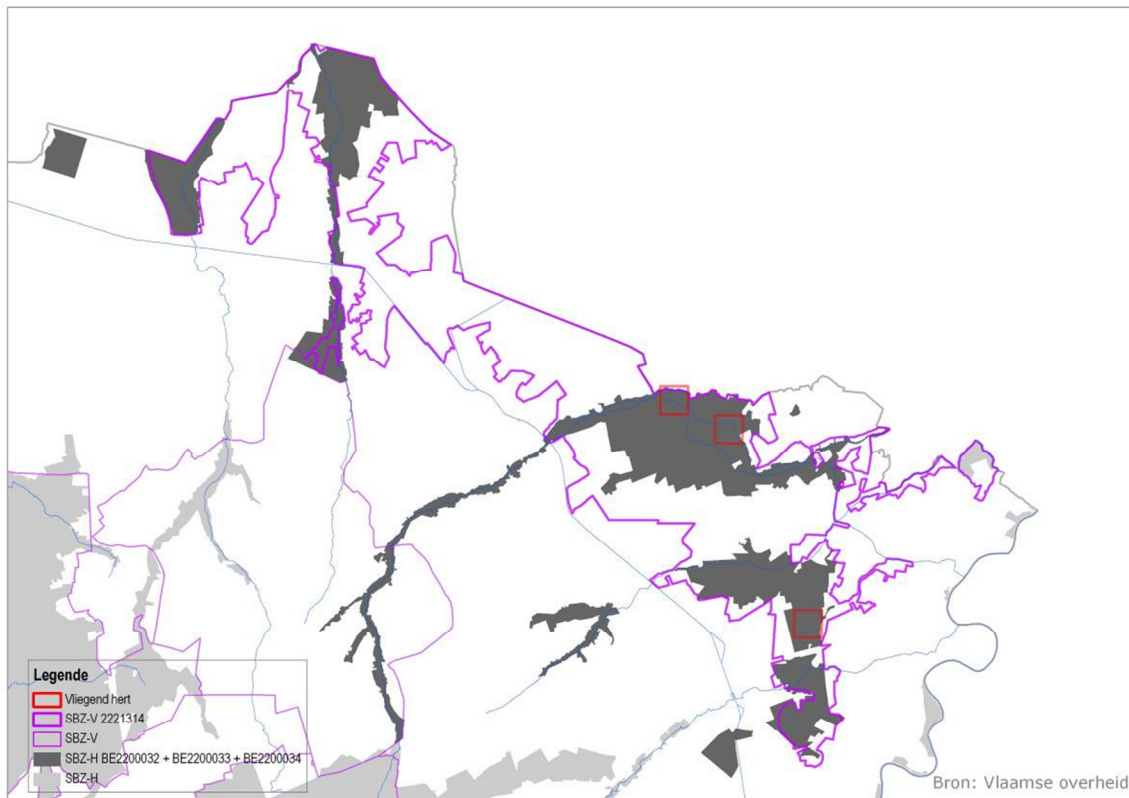 Legende
Vliegend hert
SBZ-V 2221314
SBZ-V
SBZ-H BE2200032 + BE2200033 + BE2200034
SBZ-H
Bron: Vlaamse overheid